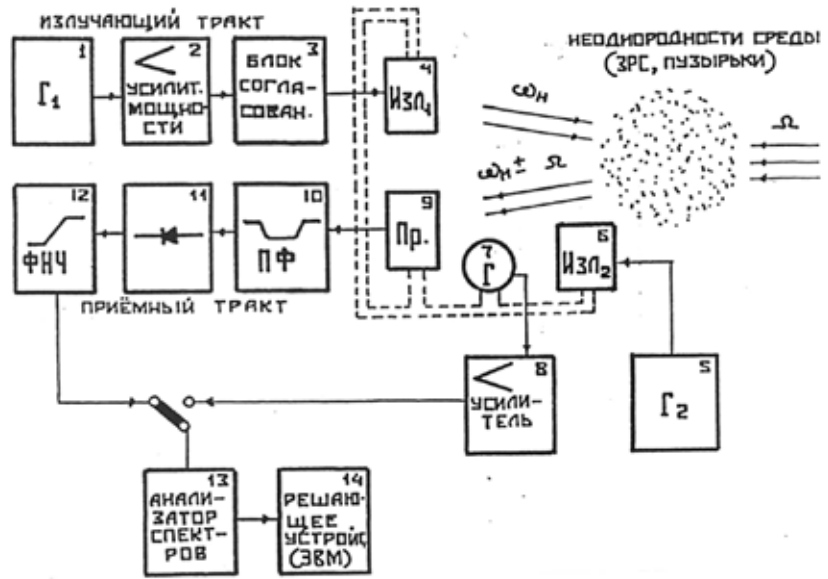 ИЗЛУЧАЮЩИЙ ТРАКТ
1
Г₁
2
УСИЛИТ.
МОЩНО-
СТИ
3
БЛОК
СОГЛА-
СОВАН.
4
ИЗЛ₁
НЕОДНОРОДНОСТИ СРЕДЫ
(ЗРС, ПУЗЫРЬКИ)
ωн
Ω
ωн ± Ω
12
ФНЧ
11
10
ПФ
9
Пр.
ПРИЁМНЫЙ ТРАКТ
7
Г
6
ИЗЛ₂
8
УСИЛИ-
ТЕЛЬ
5
Г₂
13
АНАЛИ-
ЗАТОР
СПЕКТ-
РОВ
14
РЕШАЮ-
ЩЕЕ
УСТРОЙС
(ЭВМ)